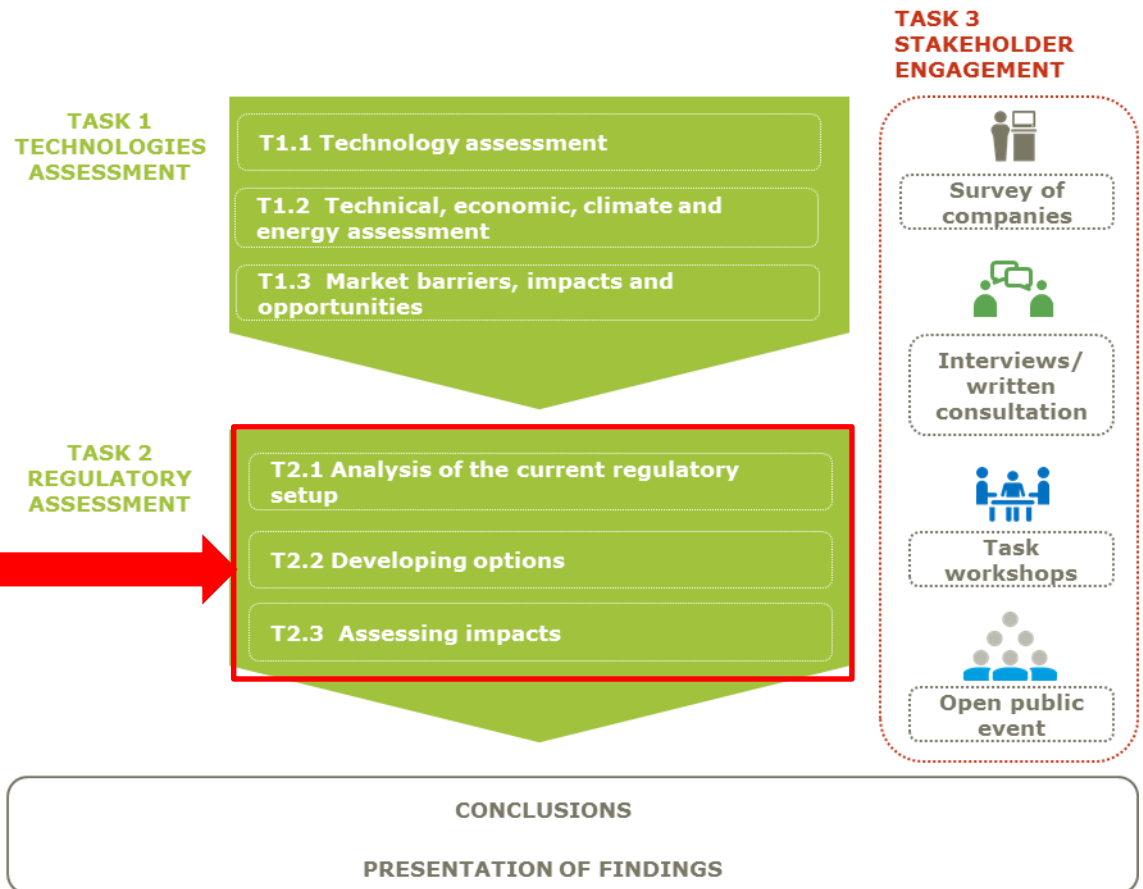 TASK 1
TECHNOLOGIES
ASSESSMENT
T1.1 Technology assessment
T1.2 Technical, economic, climate and
energy assessment
T1.3 Market barriers, impacts and
opportunities
TASK 2
REGULATORY
ASSESSMENT
T2.1 Analysis of the current regulatory
setup
T2.2 Developing options
T2.3 Assessing impacts
TASK 3
STAKEHOLDER
ENGAGEMENT
Survey of
companies
Interviews/
written
consultation
Task
workshops
Open public
event
CONCLUSIONS
PRESENTATION OF FINDINGS